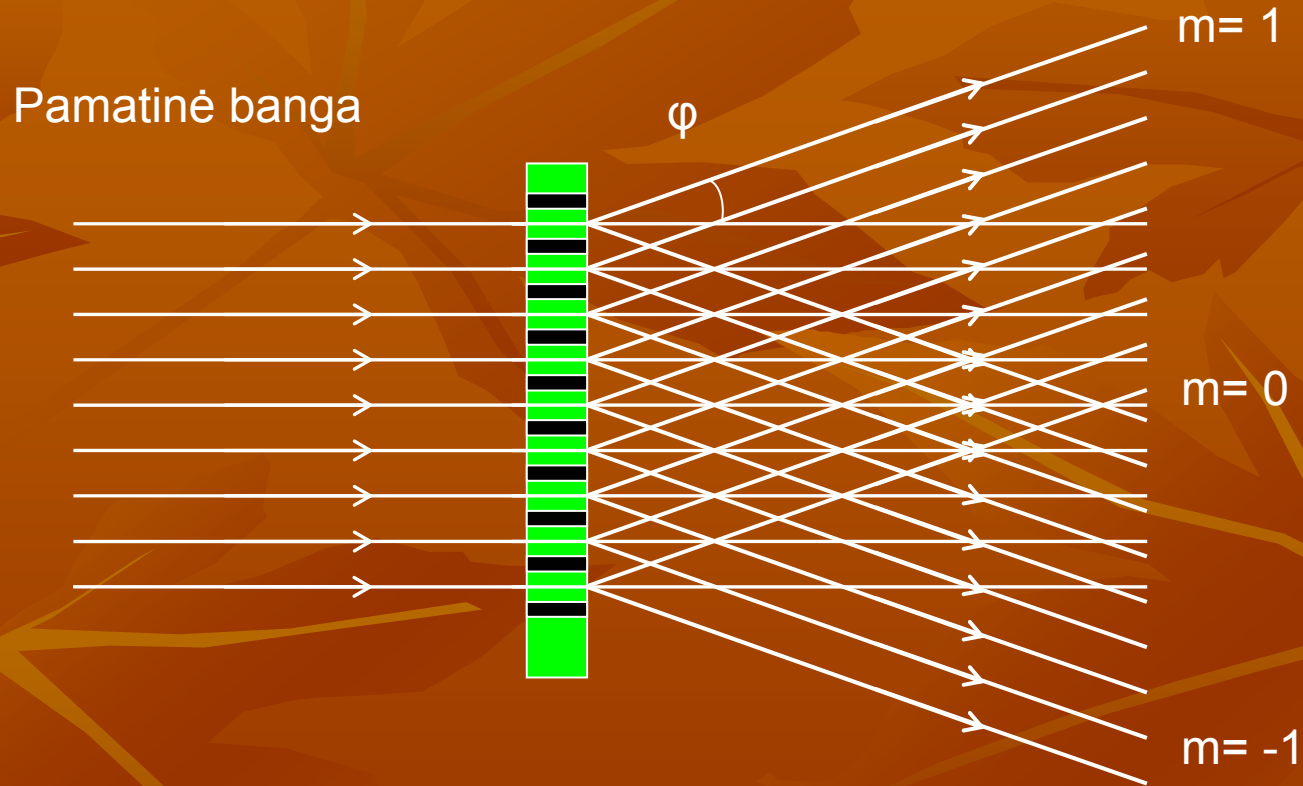 m= 1
Pamatinė banga
φ
m= 0
m= -1